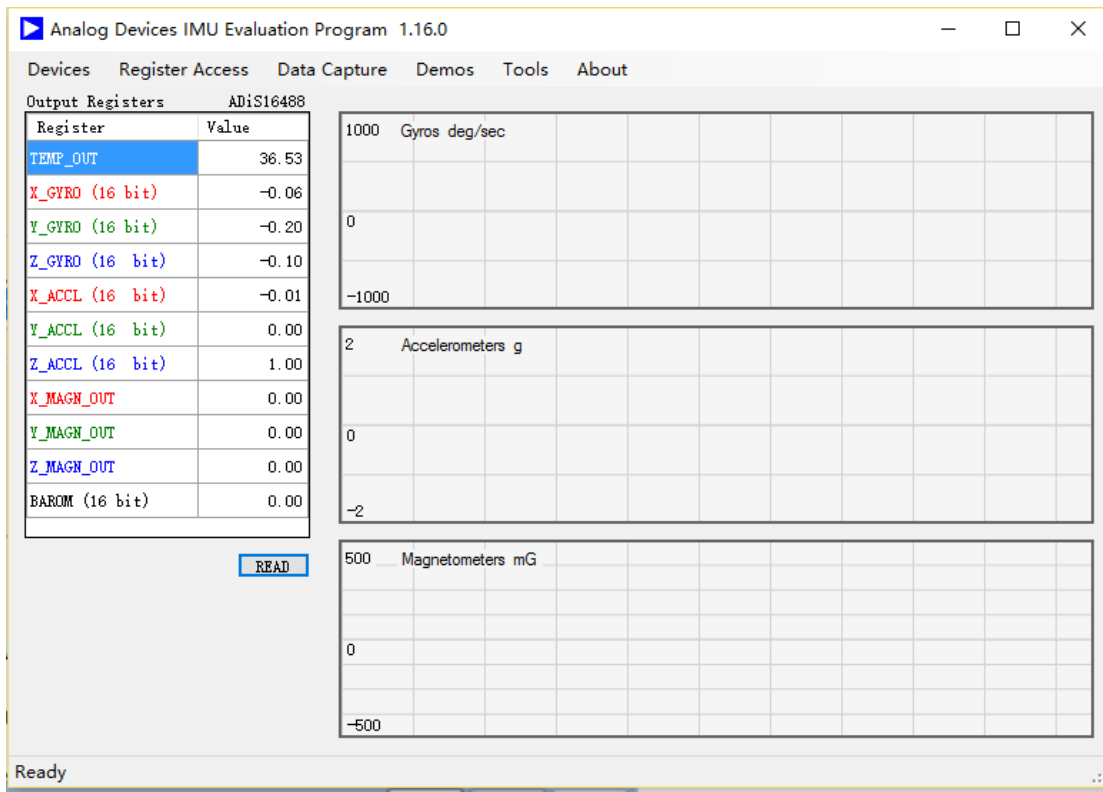 Analog Devices IMU Evaluation Program 1.16.0
Devices Register Access Data Capture Demos Tools About
Output Registers ADiS16488
Register Value
TEMP_OUT 36.53
X_GYRO (16 bit) -0.06
Y_GYRO (16 bit) -0.20
Z_GYRO (16 bit) -0.10
X_ACCL (16 bit) -0.01
Y_ACCL (16 bit) 0.00
Z_ACCL (16 bit) 1.00
X_MAGN_OUT 0.00
Y_MAGN_OUT 0.00
Z_MAGN_OUT 0.00
BAROM (16 bit) 0.00
READ
1000 Gyros deg/sec
0
-1000
2 Accelerometers g
0
-2
500 Magnetometers mG
0
-500
Ready